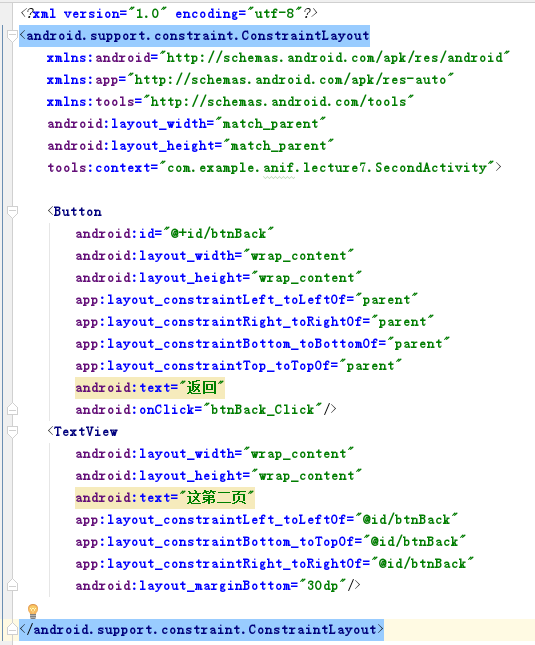 <?xml version="1.0" encoding="utf-8"?>
<android.support.constraint.ConstraintLayout
xmlns:android="http://schemas.android.com/apk/res/android"
xmlns:app="http://schemas.android.com/apk/res-auto"
xmlns:tools="http://schemas.android.com/tools"
android:layout_width="match_parent"
android:layout_height="match_parent"
tools:context="com.example.anif.lecture7.SecondActivity">
<Button
android:id="@+id/btnBack"
android:layout_width="wrap_content"
android:layout_height="wrap_content"
app:layout_constraintLeft_toLeftOf="parent"
app:layout_constraintRight_toRightOf="parent"
app:layout_constraintBottom_toBottomOf="parent"
app:layout_constraintTop_toTopOf="parent"
android:text="返回"
android:onClick="btnBack_Click"/>
<TextView
android:layout_width="wrap_content"
android:layout_height="wrap_content"
android:text="这第二页"
app:layout_constraintLeft_toLeftOf="@id/btnBack"
app:layout_constraintBottom_toTopOf="@id/btnBack"
app:layout_constraintRight_toRightOf="@id/btnBack"
android:layout_marginBottom="30dp"/>
</android.support.constraint.ConstraintLayout>